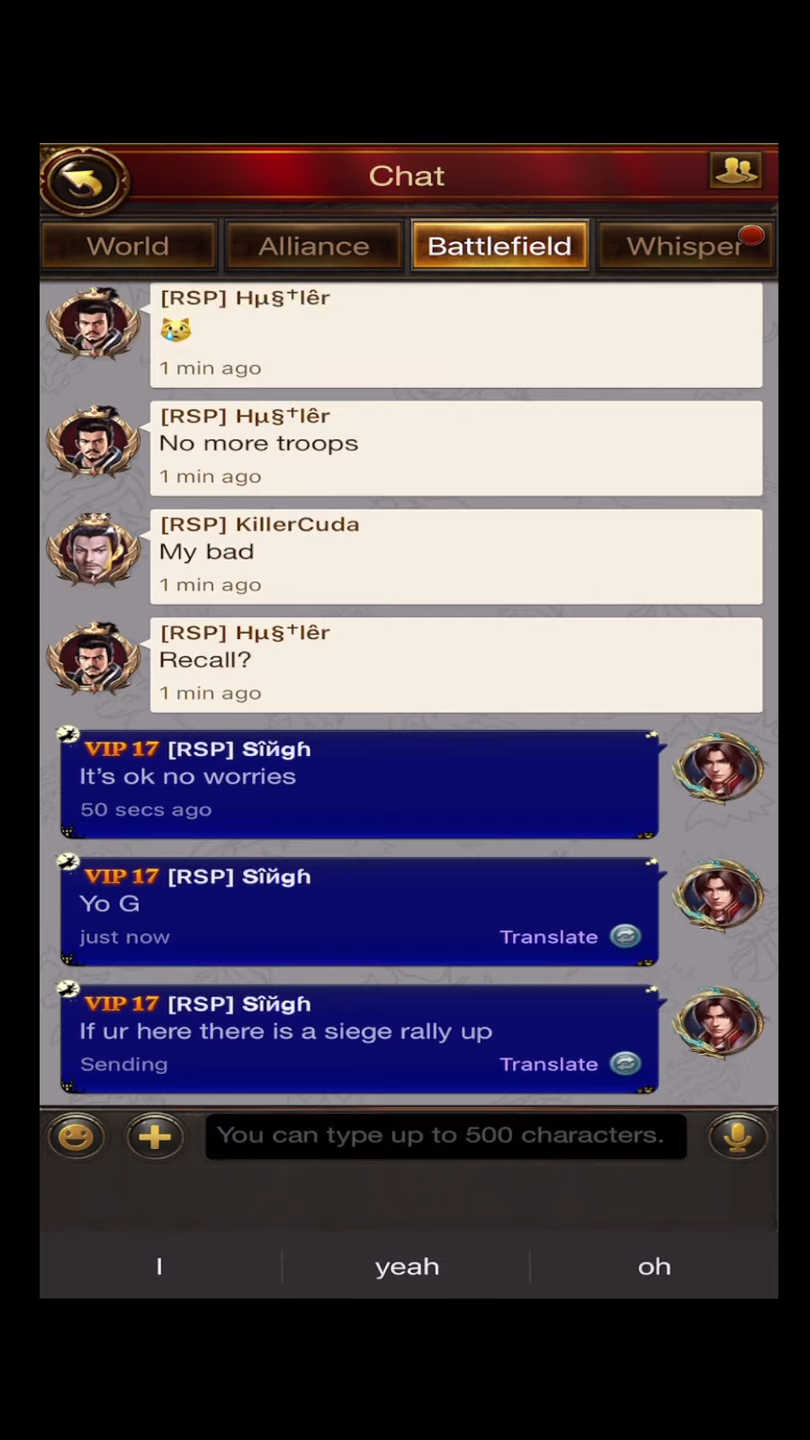 Chat
World
Alliance
Battlefield
Whisper
[RSP] Hµ§†lêr
1 min ago
[RSP] Hµ§†lêr
No more troops
1 min ago
[RSP] KillerCuda
My bad
1 min ago
[RSP] Hµ§†lêr
Recall?
1 min ago
VIP 17 [RSP] Sîйgɦ
It's ok no worries
50 secs ago
VIP 17 [RSP] Sîйgɦ
Yo G
just now Translate
VIP 17 [RSP] Sîйgɦ
If ur here there is a siege rally up
Sending Translate
You can type up to 500 characters.
I
yeah
oh